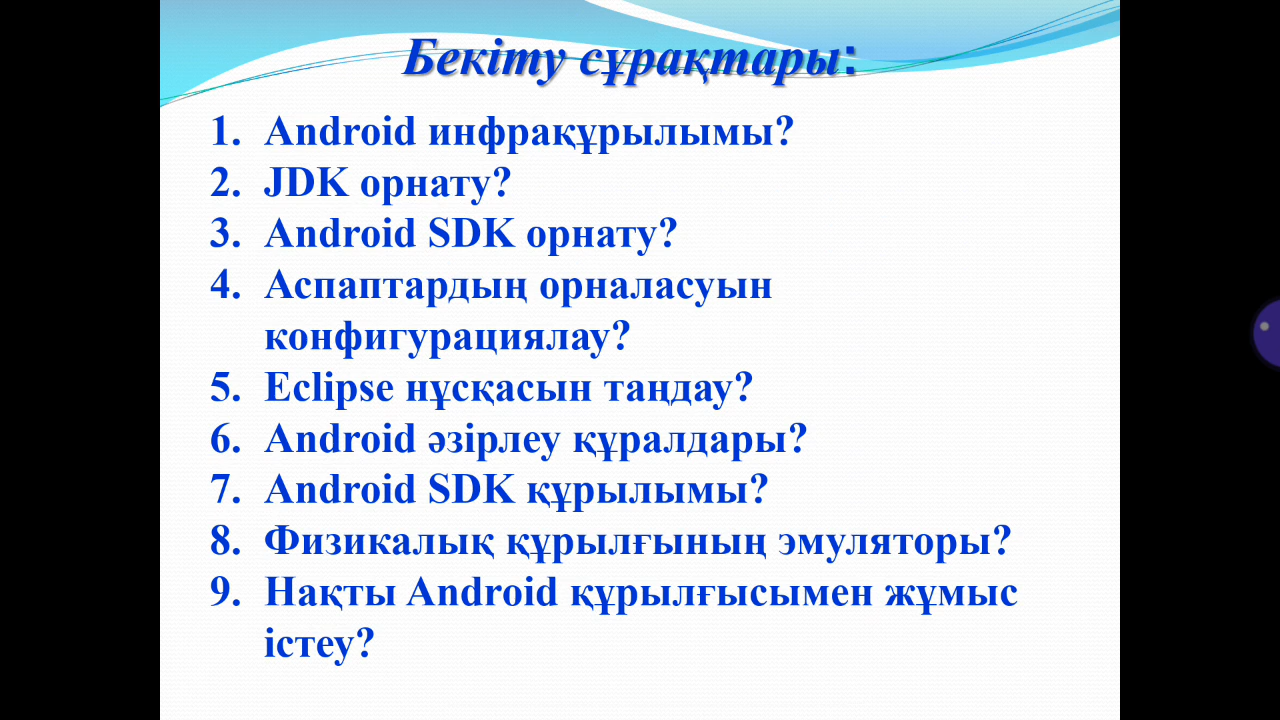 Бекіту сұрақтары:
1. Android инфрақұрылымы?
2. JDK орнату?
3. Android SDK орнату?
4. Аспаптардың орналасуын
конфигурациялау?
5. Eclipse нұсқасын таңдау?
6. Android әзірлеу құралдары?
7. Android SDK құрылымы?
8. Физикалық құрылғының эмуляторы?
9. Нақты Android құрылғысымен жұмыс
істеу?